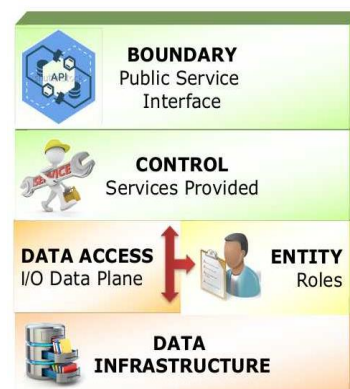 BOUNDARY
Public Service
Interface
API
CONTROL
Services Provided
SERVICE
DATA ACCESS
I/O Data Plane
ENTITY
Roles
DATA
INFRASTRUCTURE